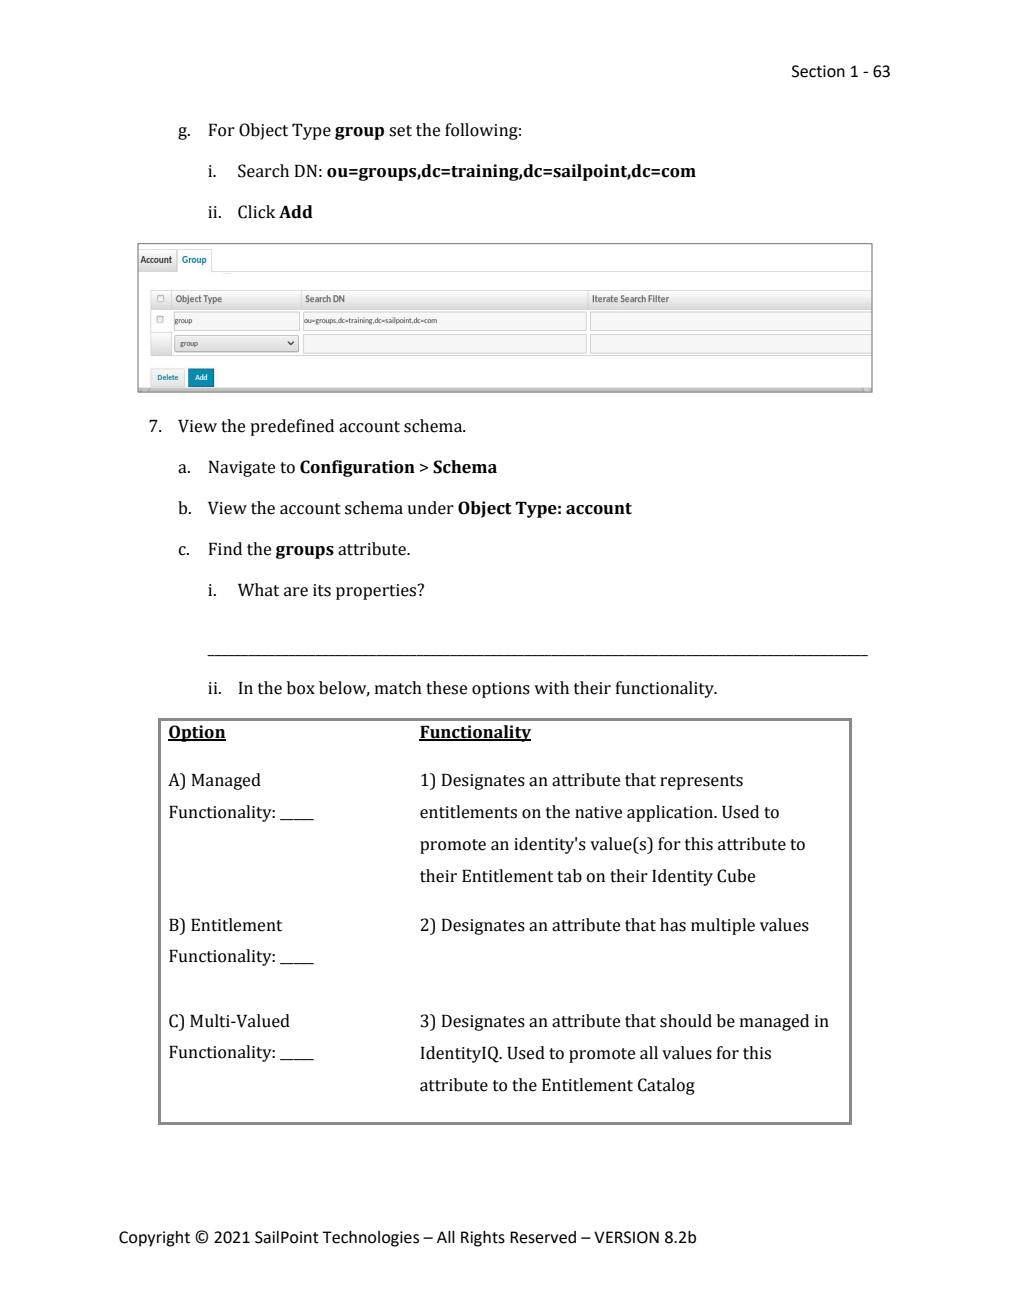 Section 1 - 63
g. For Object Type group set the following:
i. Search DN: ou=groups,dc=training,dc=sailpoint,dc=com
ii. Click Add
Account Group
Object Type Search DN Iterate Search Filter
group ou=groups,dc=training,dc=sailpoint,dc=com
group
Delete Add
7. View the predefined account schema.
a. Navigate to Configuration > Schema
b. View the account schema under Object Type: account
c. Find the groups attribute.
i. What are its properties?
ii. In the box below, match these options with their functionality.
Option Functionality
A) Managed 1) Designates an attribute that represents
Functionality: _____ entitlements on the native application. Used to
promote an identity's value(s) for this attribute to
their Entitlement tab on their Identity Cube
B) Entitlement 2) Designates an attribute that has multiple values
Functionality: _____
C) Multi-Valued 3) Designates an attribute that should be managed in
Functionality: _____ IdentityIQ. Used to promote all values for this
attribute to the Entitlement Catalog
Copyright © 2021 SailPoint Technologies – All Rights Reserved – VERSION 8.2b